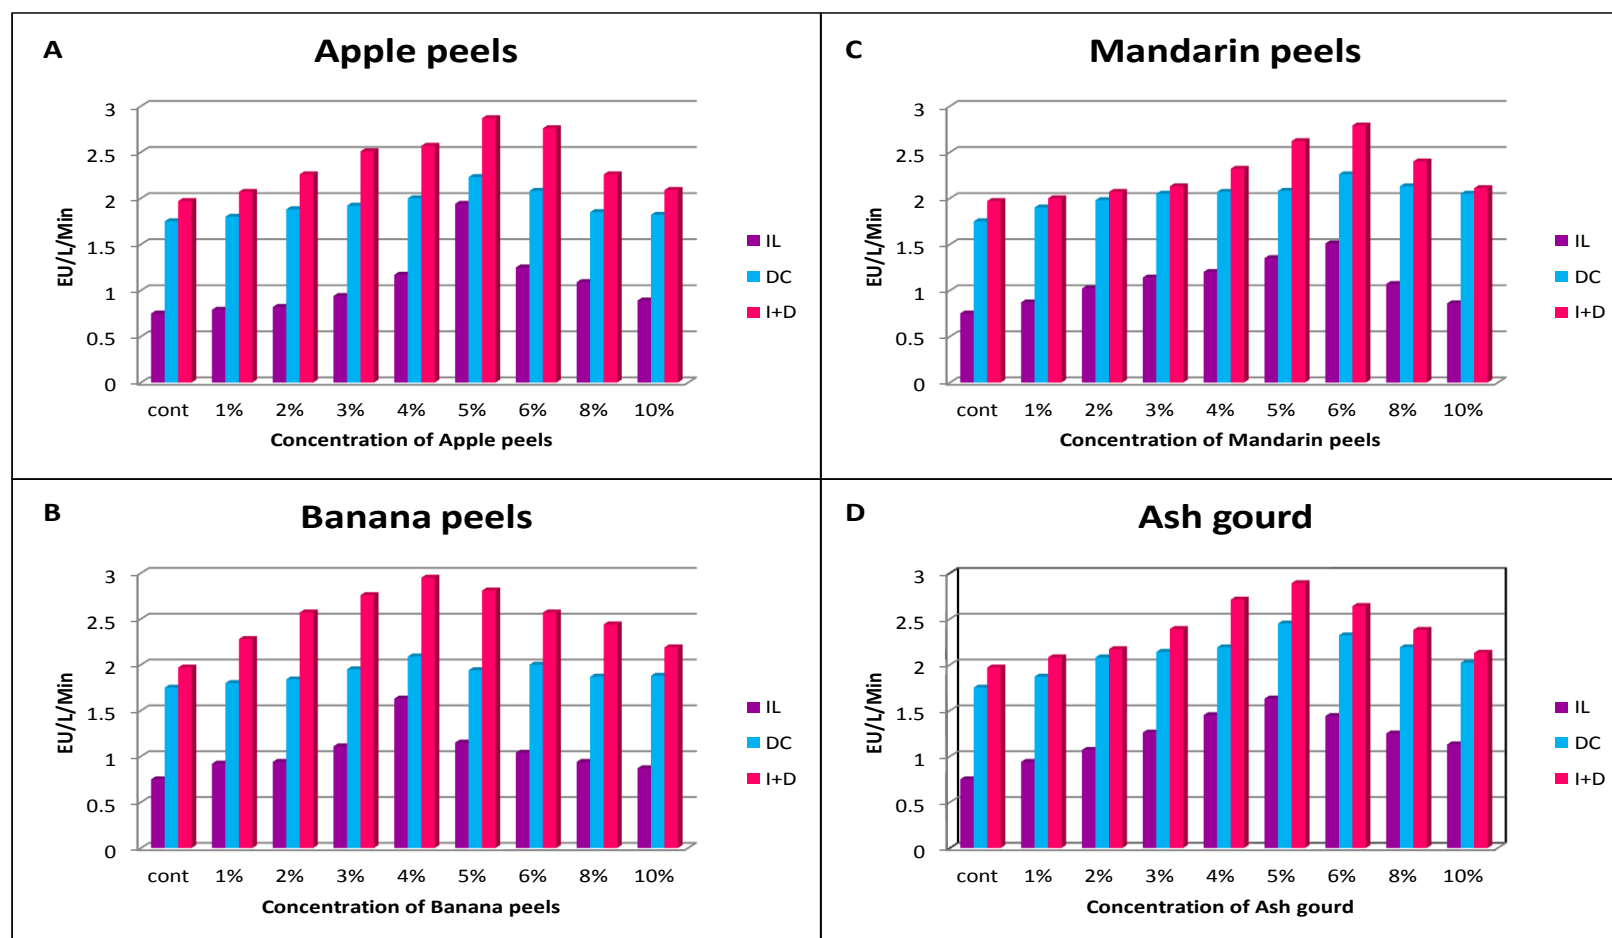 A
Apple peels
3
2.5
2
1.5
1
0.5
0
EU/L/Min
cont 1% 2% 3% 4% 5% 6% 8% 10%
Concentration of Apple peels
IL
DC
I+D
C
Mandarin peels
3
2.5
2
1.5
1
0.5
0
EU/L/Min
cont 1% 2% 3% 4% 5% 6% 8% 10%
Concentration of Mandarin peels
IL
DC
I+D
B
Banana peels
3
2.5
2
1.5
1
0.5
0
EU/L/Min
cont 1% 2% 3% 4% 5% 6% 8% 10%
Concentration of Banana peels
IL
DC
I+D
D
Ash gourd
3
2.5
2
1.5
1
0.5
0
EU/L/Min
cont 1% 2% 3% 4% 5% 6% 8% 10%
Concentration of Ash gourd
IL
DC
I+D